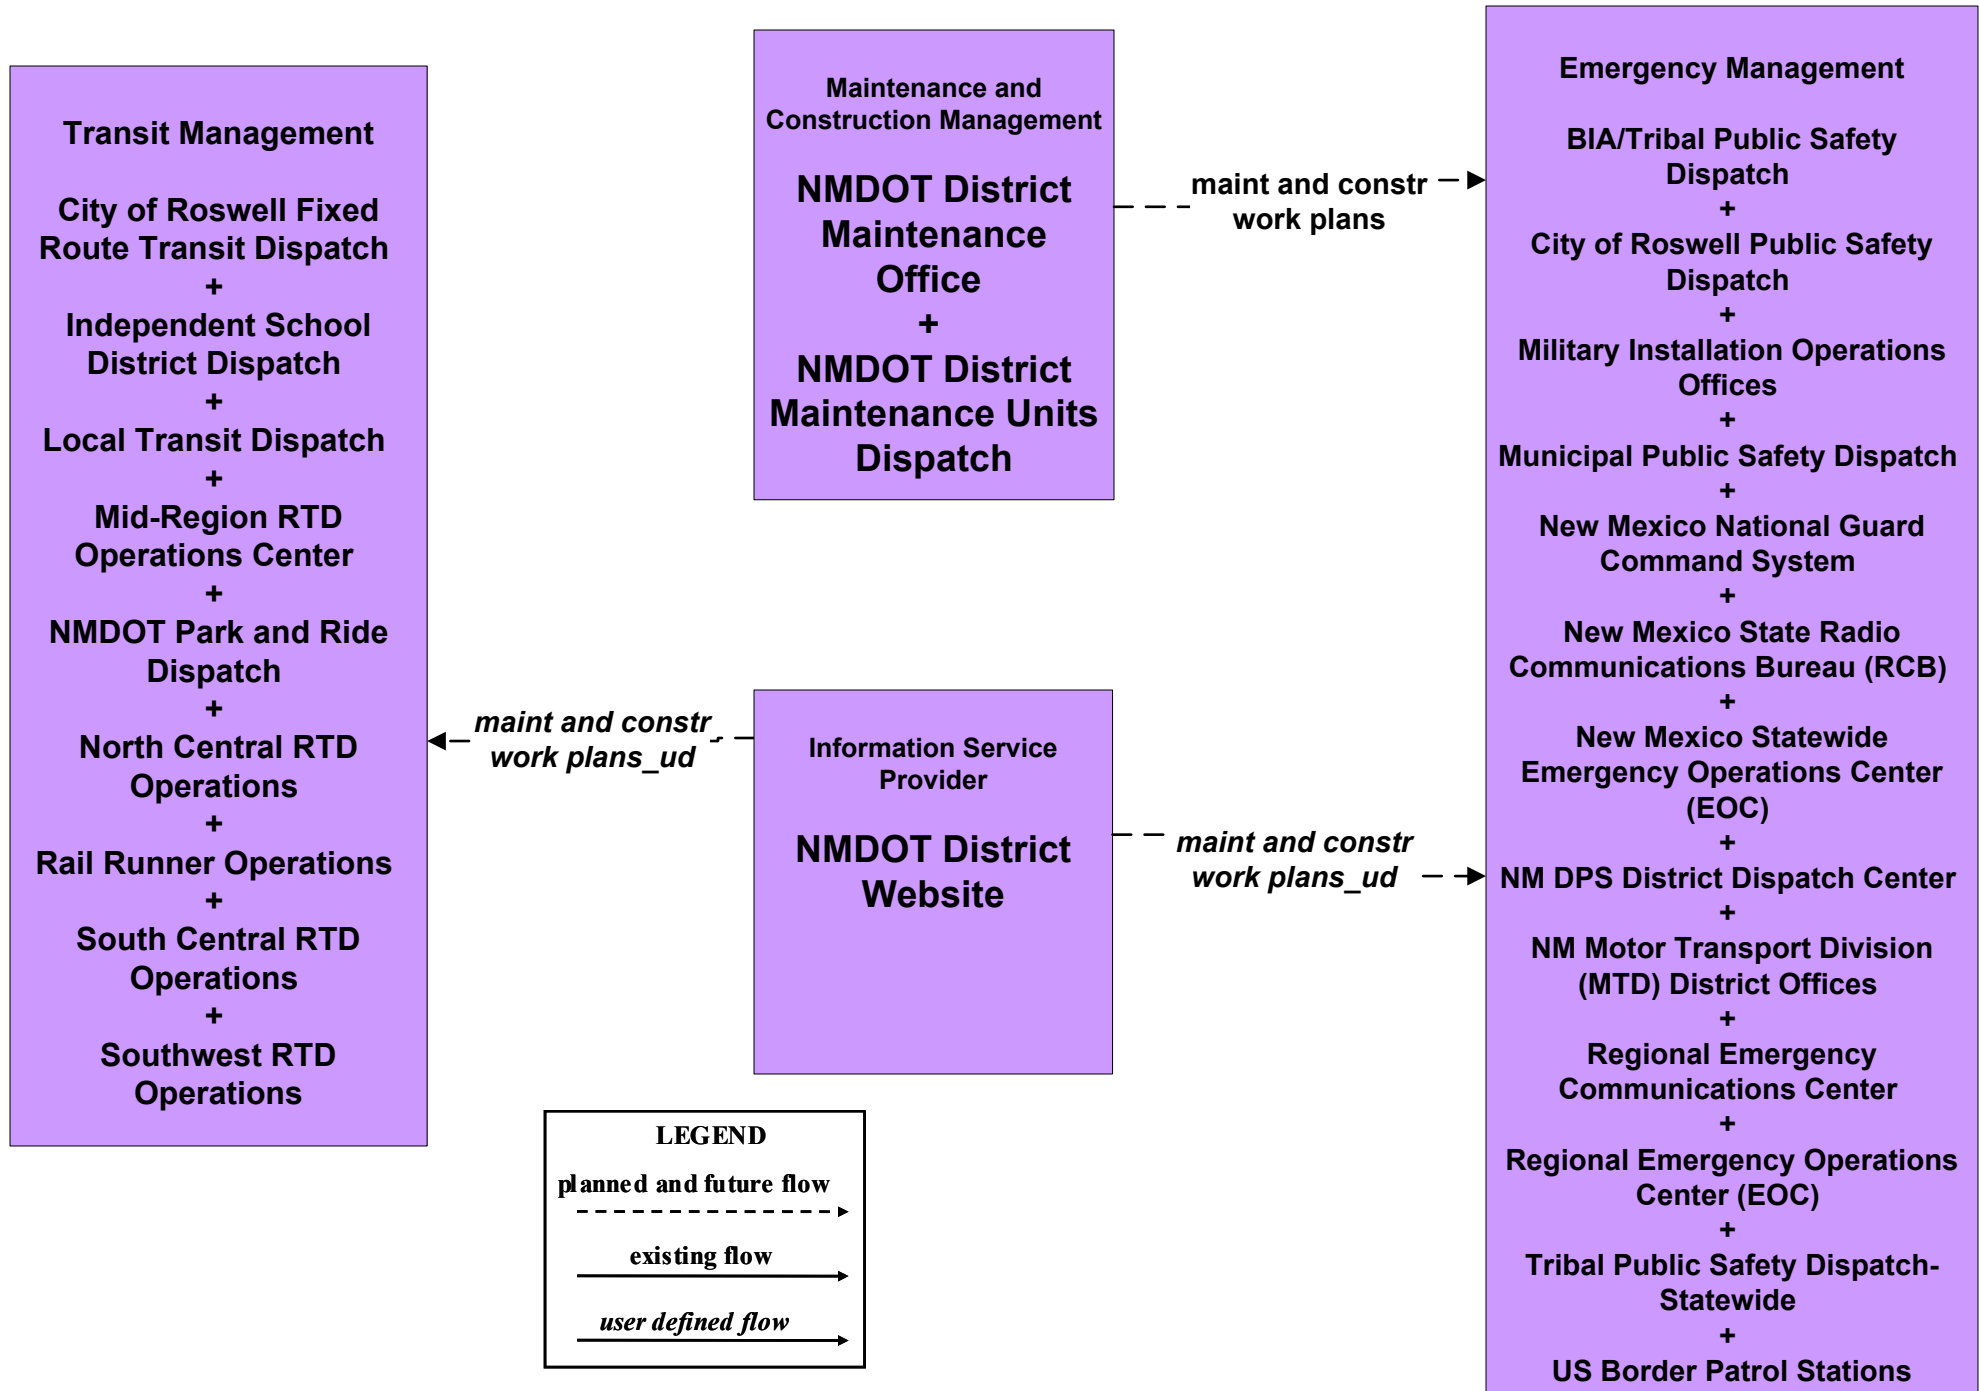 Transit Management
City of Roswell Fixed
Route Transit Dispatch
+
Independent School
District Dispatch
+
Local Transit Dispatch
+
Mid-Region RTD
Operations Center
+
NMDOT Park and Ride
Dispatch
+
North Central RTD
Operations
+
Rail Runner Operations
+
South Central RTD
Operations
+
Southwest RTD
Operations
Maintenance and
Construction Management
NMDOT District
Maintenance
Office
+
NMDOT District
Maintenance Units
Dispatch
maint and constr
work plans
maint and constr
work plans_ud
Information Service
Provider
NMDOT District
Website
maint and constr
work plans_ud
Emergency Management
BIA/Tribal Public Safety
Dispatch
+
City of Roswell Public Safety
Dispatch
+
Military Installation Operations
Offices
+
Municipal Public Safety Dispatch
+
New Mexico National Guard
Command System
+
New Mexico State Radio
Communications Bureau (RCB)
+
New Mexico Statewide
Emergency Operations Center
(EOC)
+
NM DPS District Dispatch Center
+
NM Motor Transport Division
(MTD) District Offices
+
Regional Emergency
Communications Center
+
Regional Emergency Operations
Center (EOC)
+
Tribal Public Safety Dispatch-
Statewide
+
US Border Patrol Stations
LEGEND
planned and future flow
existing flow
user defined flow